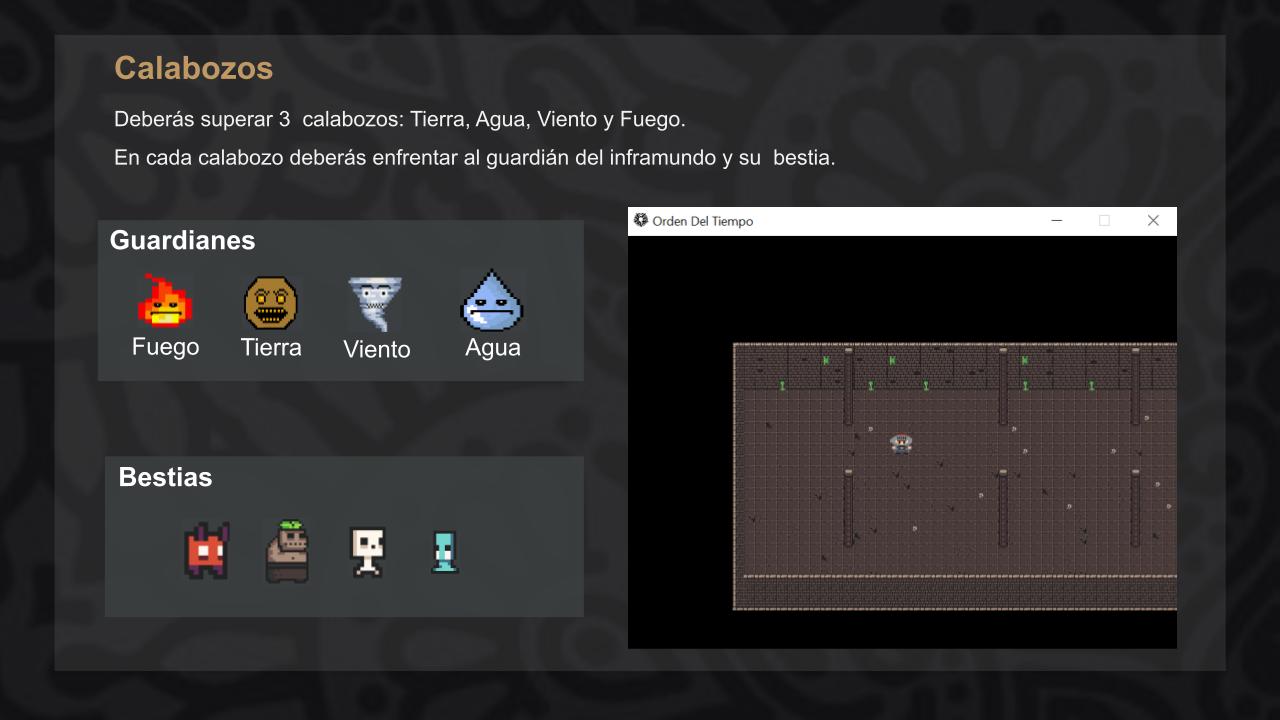 Calabozos
Deberás superar 3  calabozos: Tierra, Agua, Viento y Fuego.
En cada calabozo deberás enfrentar al guardián del inframundo y su  bestia.
Guardianes
Fuego
Tierra
Viento
Agua
Bestias
Orden Del Tiempo